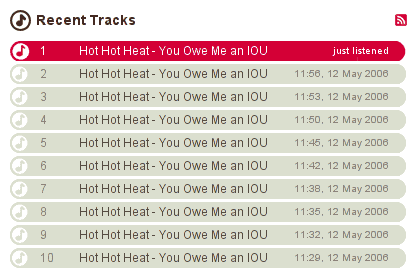 Recent Tracks
1 Hot Hot Heat - You Owe Me an IOU just listened
2 Hot Hot Heat - You Owe Me an IOU 11:56, 12 May 2006
3 Hot Hot Heat - You Owe Me an IOU 11:53, 12 May 2006
4 Hot Hot Heat - You Owe Me an IOU 11:50, 12 May 2006
5 Hot Hot Heat - You Owe Me an IOU 11:45, 12 May 2006
6 Hot Hot Heat - You Owe Me an IOU 11:42, 12 May 2006
7 Hot Hot Heat - You Owe Me an IOU 11:38, 12 May 2006
8 Hot Hot Heat - You Owe Me an IOU 11:35, 12 May 2006
9 Hot Hot Heat - You Owe Me an IOU 11:32, 12 May 2006
10 Hot Hot Heat - You Owe Me an IOU 11:29, 12 May 2006